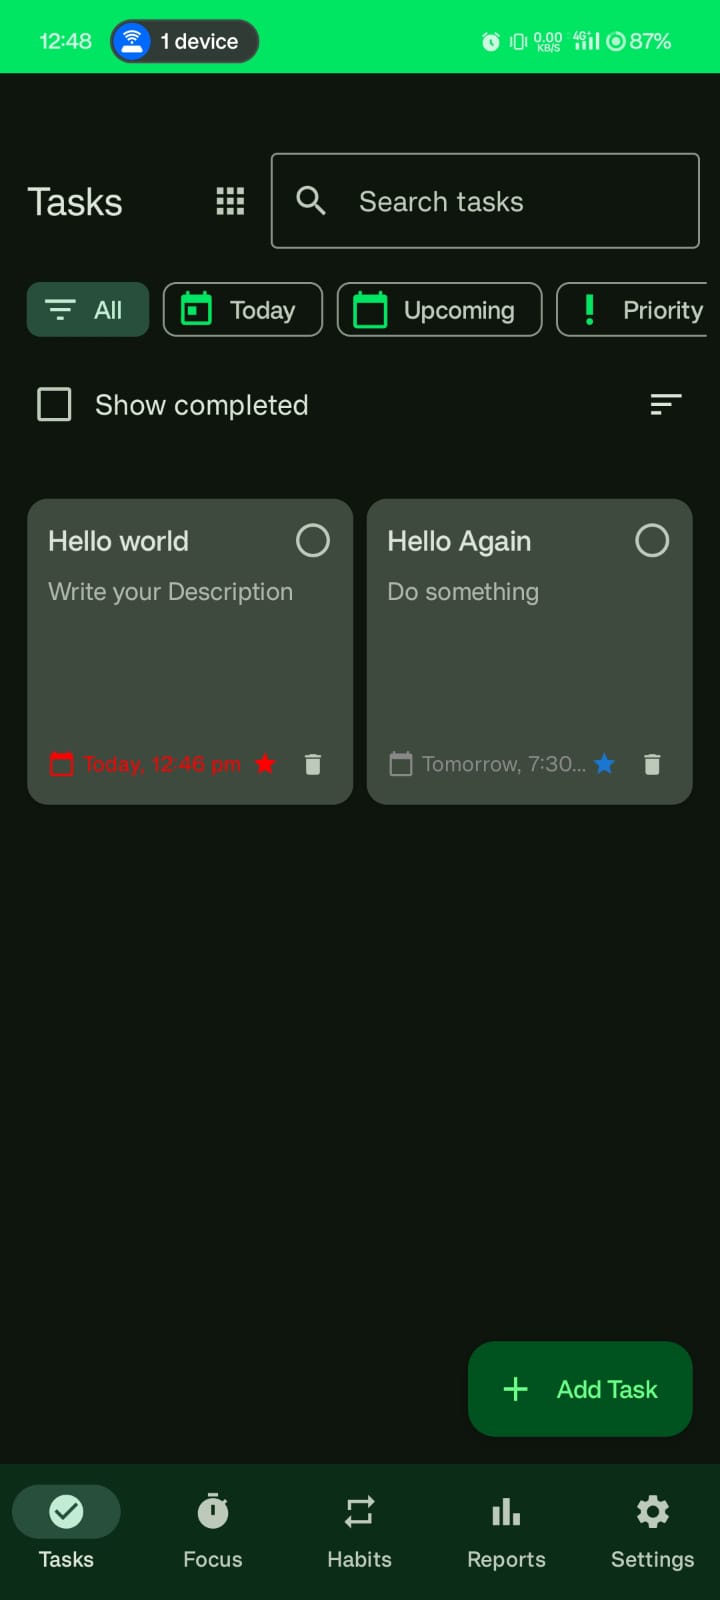 12:48 1 device 0.00 KB/S 4G+ 87%
Tasks Search tasks
All Today Upcoming Priority
Show completed
Hello world
Write your Description
Today, 12:46 pm
Hello Again
Do something
Tomorrow, 7:30...
+ Add Task
Tasks Focus Habits Reports Settings